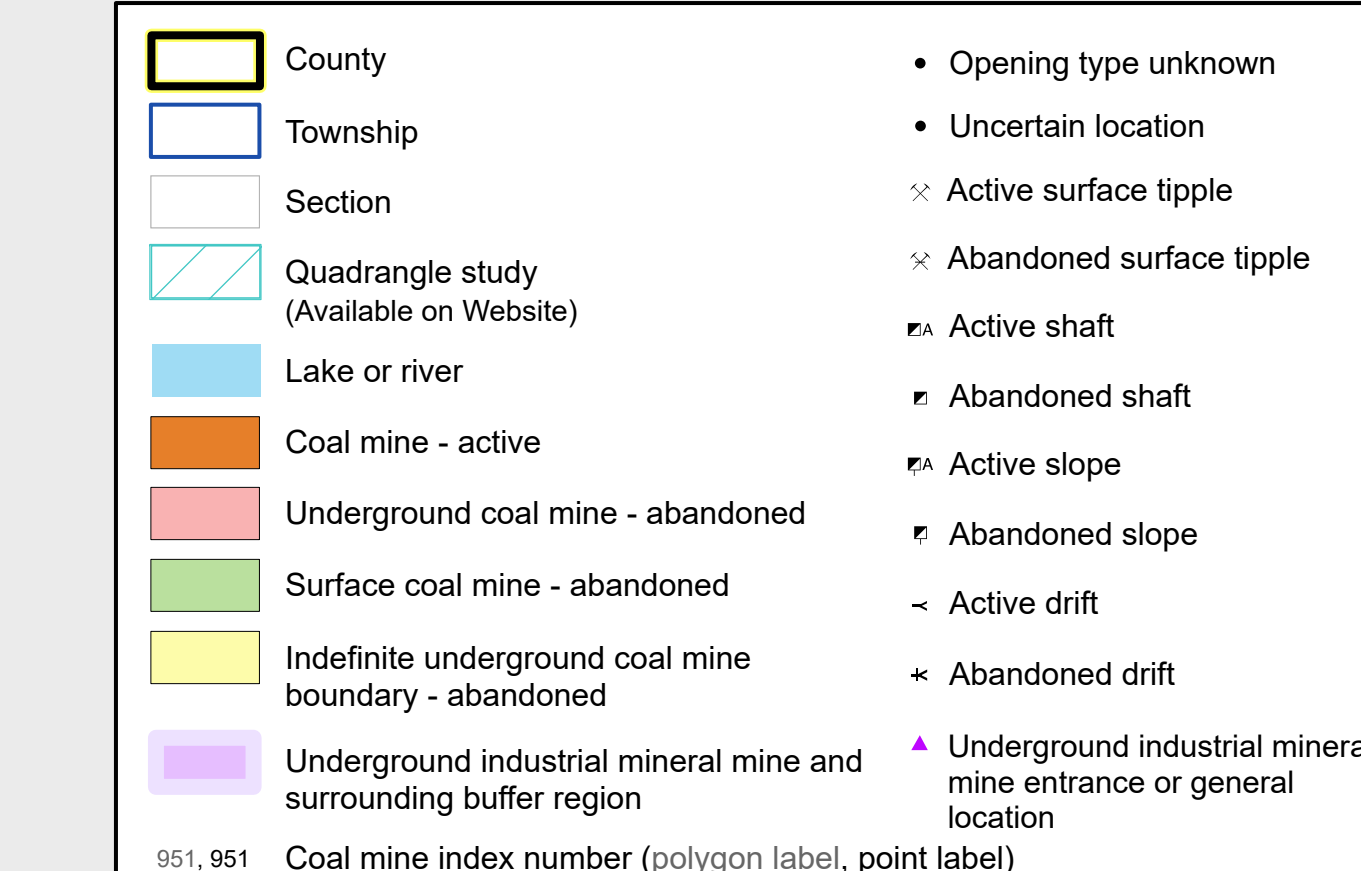 County
Township
Section
Quadrangle study
(Available on Website)
Lake or river
Coal mine - active
Underground coal mine - abandoned
Surface coal mine - abandoned
Indefinite underground coal mine
boundary - abandoned
Underground industrial mineral mine and
surrounding buffer region
951, 951 Coal mine index number (polygon label, point label)
Opening type unknown
Uncertain location
Active surface tipple
Abandoned surface tipple
A Active shaft
Abandoned shaft
A Active slope
Abandoned slope
Active drift
Abandoned drift
Underground industrial minera
mine entrance or general
location